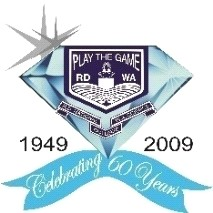 PLAY THE GAME
RD WA
1949 2009
Celebrating 60 Years